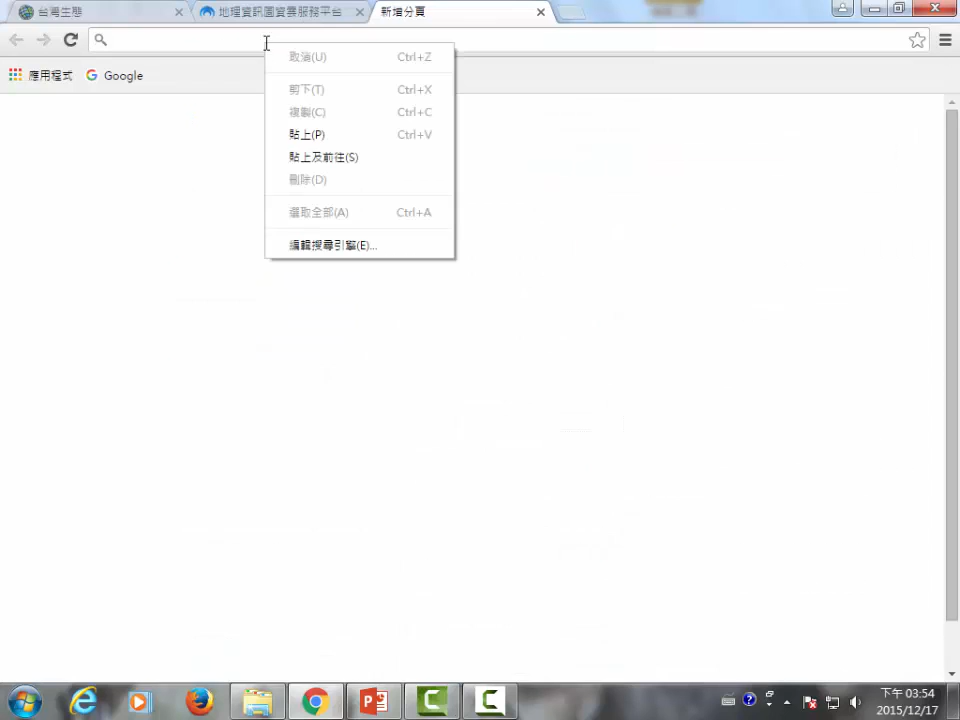 台灣生態
地理資訊圖資雲服務平台
新增分頁
應用程式
Google
取消(U) Ctrl+Z
剪下(T) Ctrl+X
複製(C) Ctrl+C
貼上(P) Ctrl+V
貼上及前往(S)
刪除(D)
選取全部(A) Ctrl+A
編輯搜尋引擎(E)...
下午 03:54
2015/12/17